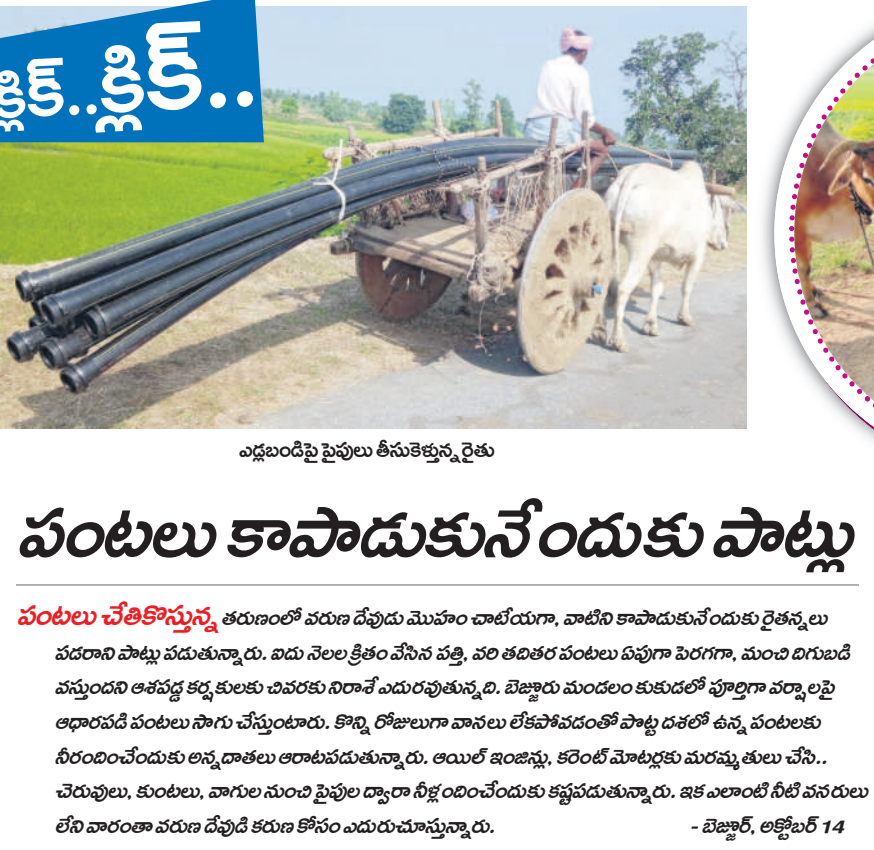 క్లిక్..క్లిక్..
ఎడ్లబండిపై పైపులు తీసుకెళ్తున్న రైతు
పంటలు కాపాడుకునేందుకు పాట్లు
పంటలు చేతికొస్తున్న తరుణంలో వరుణ దేవుడు మొహం చాటేయగా, వాటిని కాపాడుకునేందుకు రైతన్నలు
పడరాని పాట్లు పడుతున్నారు. ఐదు నెలల క్రితం వేసిన పత్తి, వరి తదితర పంటలు ఏపుగా పెరగగా, మంచి దిగుబడి
వస్తుందని ఆశపడ్డ కర్షకులకు చివరకు నిరాశే ఎదురవుతున్నది. బెజ్జూరు మండలం కుకుడలో పూర్తిగా వర్షాలపై
ఆధారపడి పంటలు సాగు చేస్తుంటారు. కొన్ని రోజులుగా వానలు లేకపోవడంతో పొట్ట దశలో ఉన్న పంటలకు
నీరందించేందుకు అన్నదాతలు ఆరాటపడుతున్నారు. ఆయిల్ ఇంజిన్లు, కరెంట్ మోటర్లకు మరమ్మతులు చేసి..
చెరువులు, కుంటలు, వాగుల నుంచి పైపుల ద్వారా నీళ్లందించేందుకు కష్టపడుతున్నారు. ఇక ఎలాంటి నీటి వనరులు
లేని వారంతా వరుణ దేవుడి కరుణ కోసం ఎదురుచూస్తున్నారు. - బెజ్జూర్, అక్టోబర్ 14